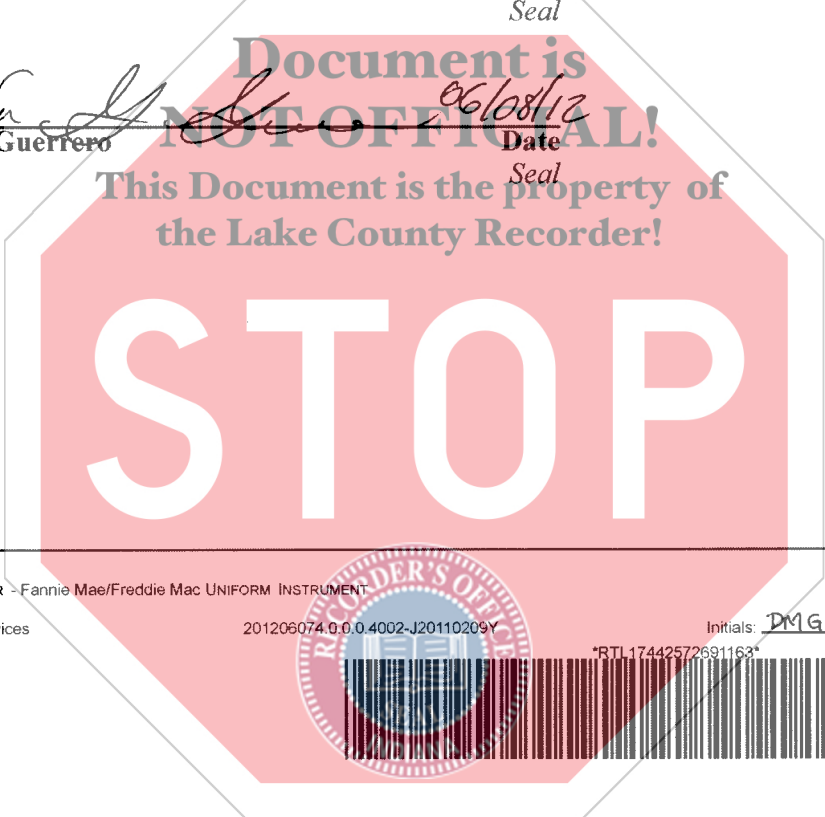 Seal
Document is
06/08/12
NOT OFFICIAL!
Guerrero Date
Seal
This Document is the property of
the Lake County Recorder!
STOP
R - Fannie Mae/Freddie Mac UNIFORM INSTRUMENT
ices 201206074.0.0.0.4002-J20110209Y Initials: DMG
*RTL17442572691163*
RECORDER'S OFFICE
SEAL
INDIANA